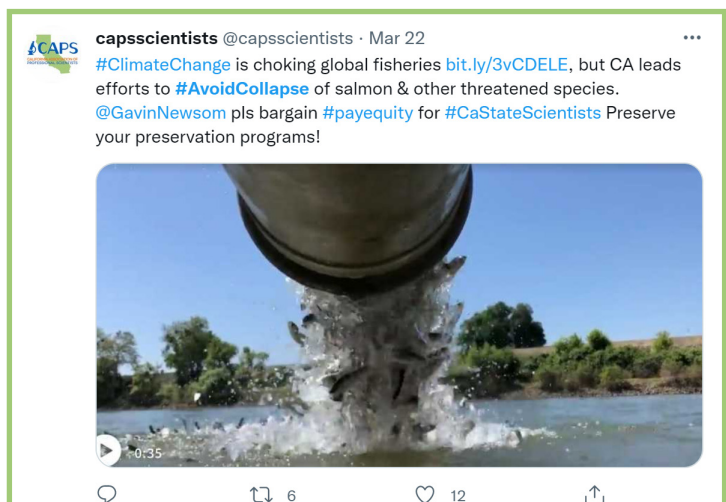 CAPS
capsscientists @capsscientists · Mar 22
#ClimateChange is choking global fisheries bit.ly/3vCDELE, but CA leads
efforts to #AvoidCollapse of salmon & other threatened species.
@GavinNewsom pls bargain #payequity for #CaStateScientists Preserve
your preservation programs!
0:35
6
12